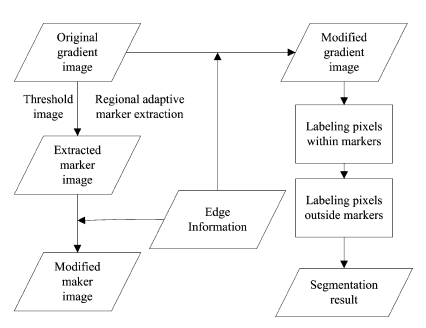 Original
gradient
image
Modified
gradient
image
Threshold
image
Regional adaptive
marker extraction
Labeling pixels
within markers
Extracted
marker
image
Labeling pixels
outside markers
Edge
Information
Modified
maker
image
Segmentation
result